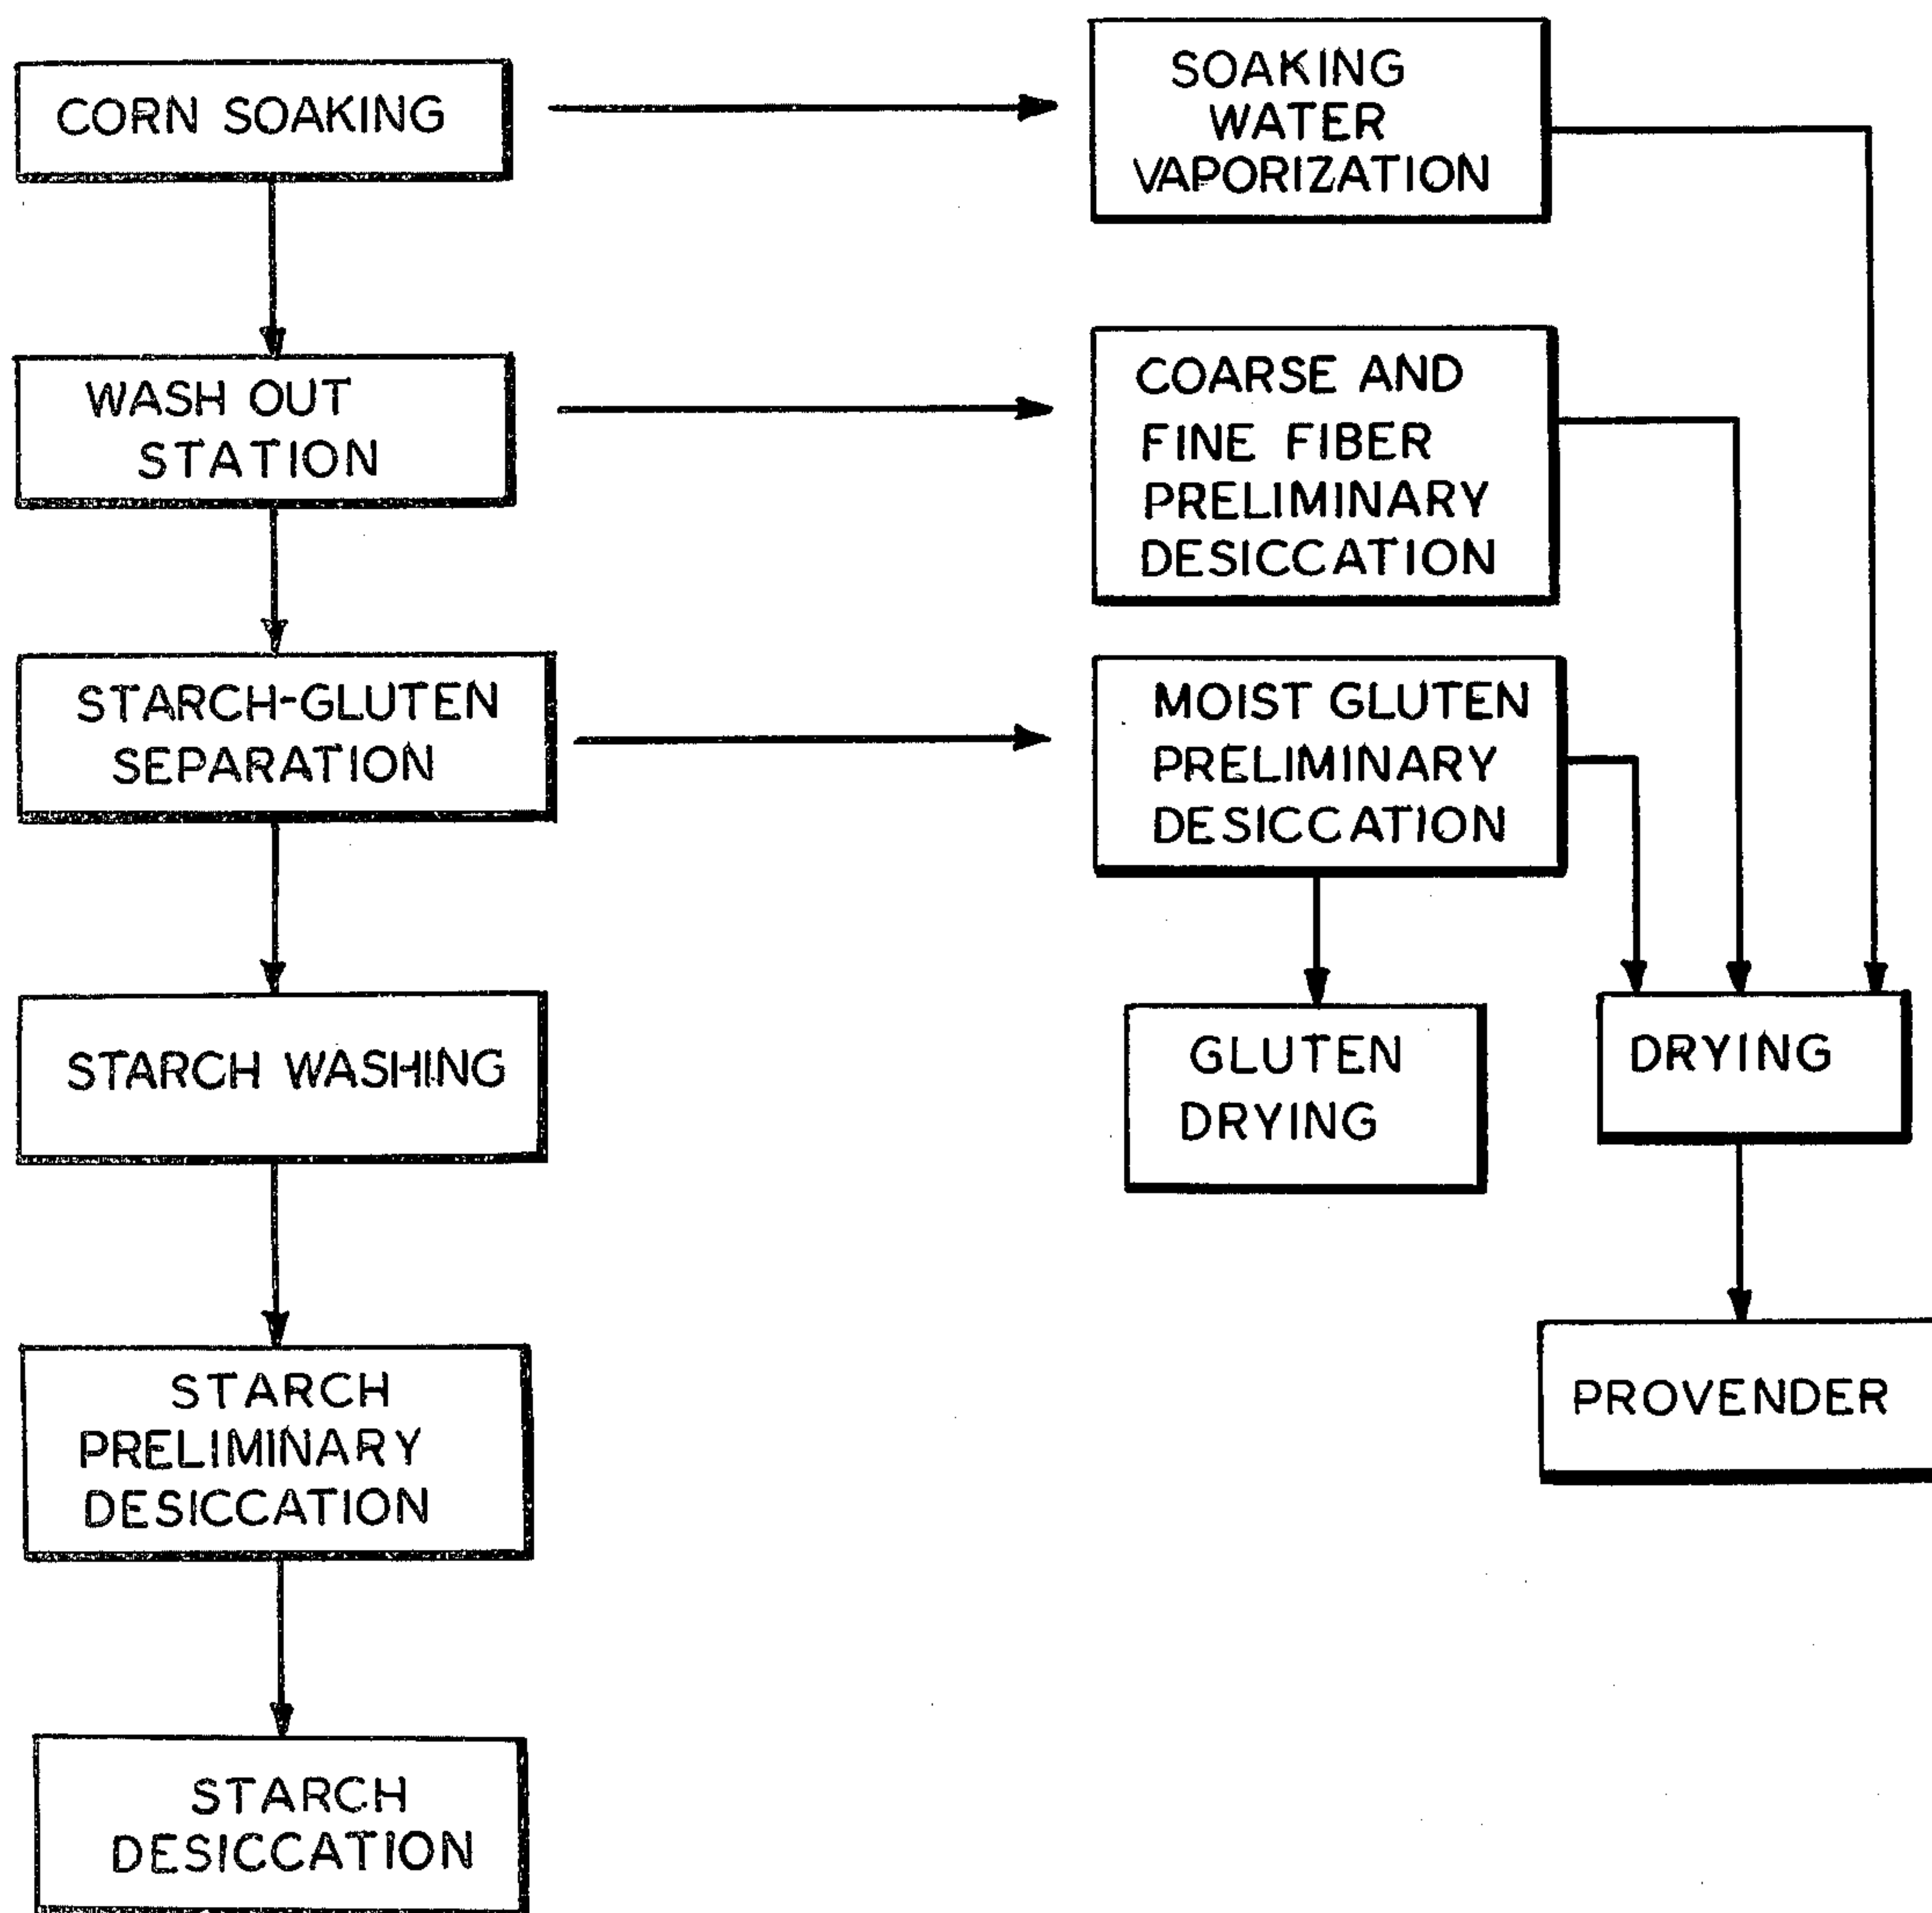 CORN SOAKING
SOAKING
WATER
VAPORIZATION
WASH OUT
STATION
COARSE AND
FINE FIBER
PRELIMINARY
DESICCATION
STARCH-GLUTEN
SEPARATION
MOIST GLUTEN
PRELIMINARY
DESICCATION
STARCH WASHING
GLUTEN
DRYING
DRYING
STARCH
PRELIMINARY
DESICCATION
PROVENDER
STARCH
DESICCATION